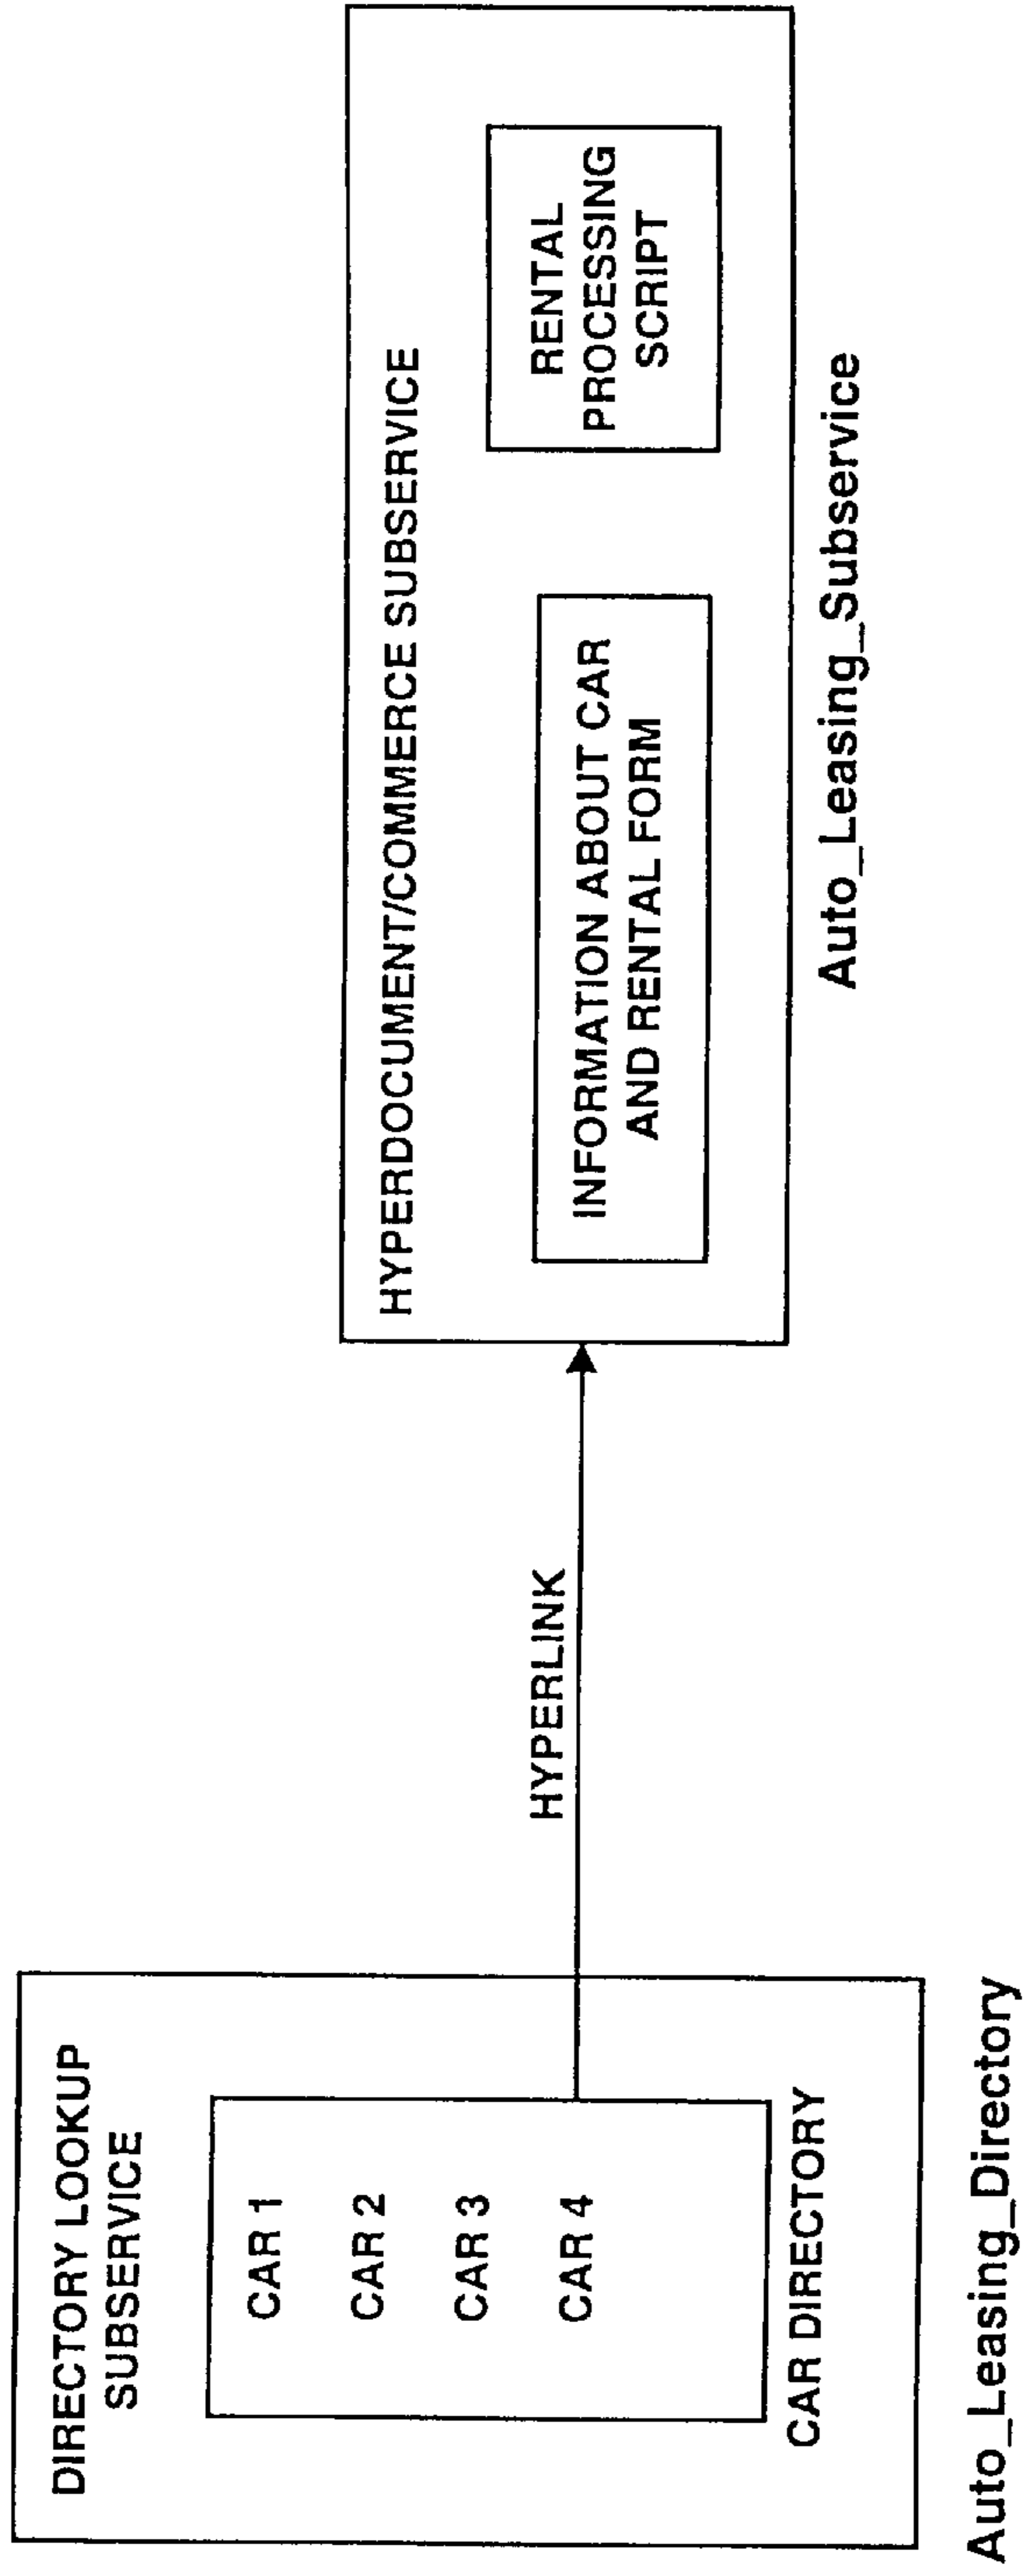 DIRECTORY LOOKUP
SUBSERVICE
CAR 1
CAR 2
CAR 3
CAR 4
CAR DIRECTORY
Auto_Leasing_Directory
HYPERLINK
HYPERDOCUMENT/COMMERCE SUBSERVICE
INFORMATION ABOUT CAR
AND RENTAL FORM
RENTAL
PROCESSING
SCRIPT
Auto_Leasing_Subservice